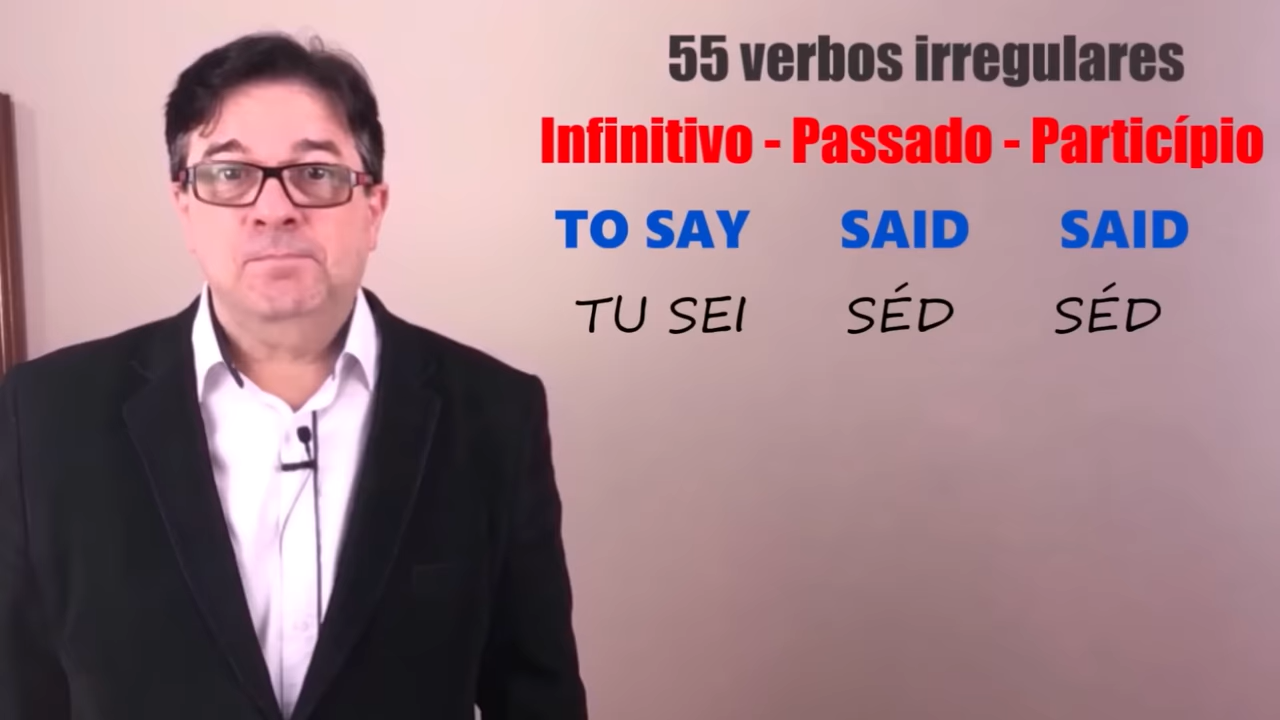 55 verbos irregulares
Infinitivo - Passado - Particípio
TO SAY SAID SAID
TU SEI SÉD SÉD